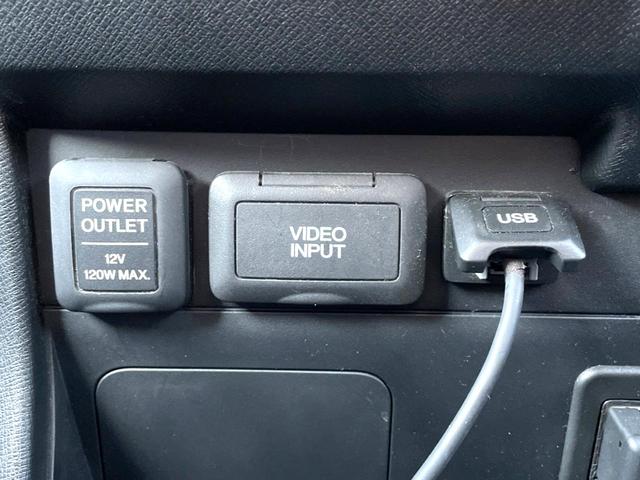 POWER
OUTLET
12V
120W MAX.
VIDEO
INPUT
USB